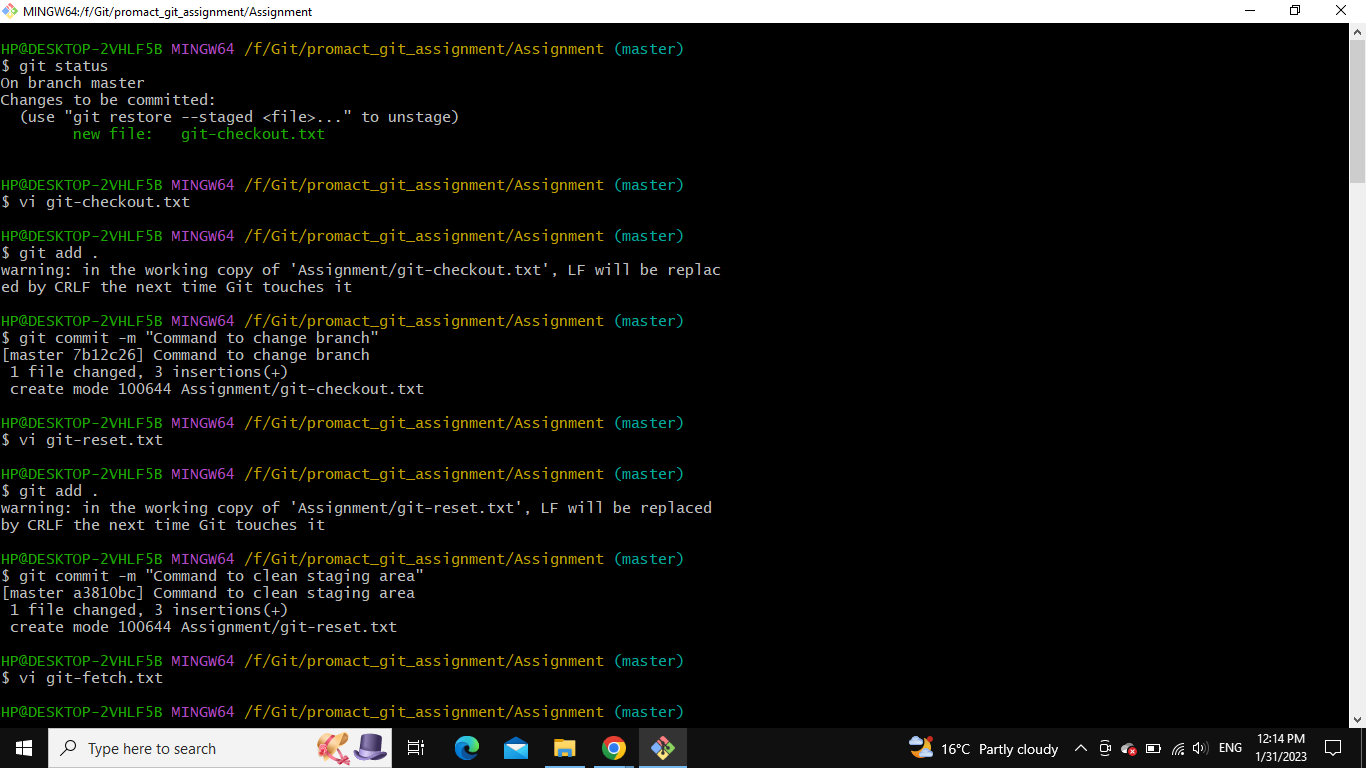 MINGW64:/f/Git/promact_git_assignment/Assignment
HP@DESKTOP-2VHLF5B MINGW64 /f/Git/promact_git_assignment/Assignment (master)
$ git status
On branch master
Changes to be committed:
  (use "git restore --staged <file>..." to unstage)
        new file:   git-checkout.txt
HP@DESKTOP-2VHLF5B MINGW64 /f/Git/promact_git_assignment/Assignment (master)
$ vi git-checkout.txt
HP@DESKTOP-2VHLF5B MINGW64 /f/Git/promact_git_assignment/Assignment (master)
$ git add .
warning: in the working copy of 'Assignment/git-checkout.txt', LF will be replac
ed by CRLF the next time Git touches it
HP@DESKTOP-2VHLF5B MINGW64 /f/Git/promact_git_assignment/Assignment (master)
$ git commit -m "Command to change branch"
[master 7b12c26] Command to change branch
 1 file changed, 3 insertions(+)
 create mode 100644 Assignment/git-checkout.txt
HP@DESKTOP-2VHLF5B MINGW64 /f/Git/promact_git_assignment/Assignment (master)
$ vi git-reset.txt
HP@DESKTOP-2VHLF5B MINGW64 /f/Git/promact_git_assignment/Assignment (master)
$ git add .
warning: in the working copy of 'Assignment/git-reset.txt', LF will be replaced
by CRLF the next time Git touches it
HP@DESKTOP-2VHLF5B MINGW64 /f/Git/promact_git_assignment/Assignment (master)
$ git commit -m "Command to clean staging area"
[master a3810bc] Command to clean staging area
 1 file changed, 3 insertions(+)
 create mode 100644 Assignment/git-reset.txt
HP@DESKTOP-2VHLF5B MINGW64 /f/Git/promact_git_assignment/Assignment (master)
$ vi git-fetch.txt
HP@DESKTOP-2VHLF5B MINGW64 /f/Git/promact_git_assignment/Assignment (master)
Type here to search
16°C Partly cloudy
ENG
12:14 PM
1/31/2023